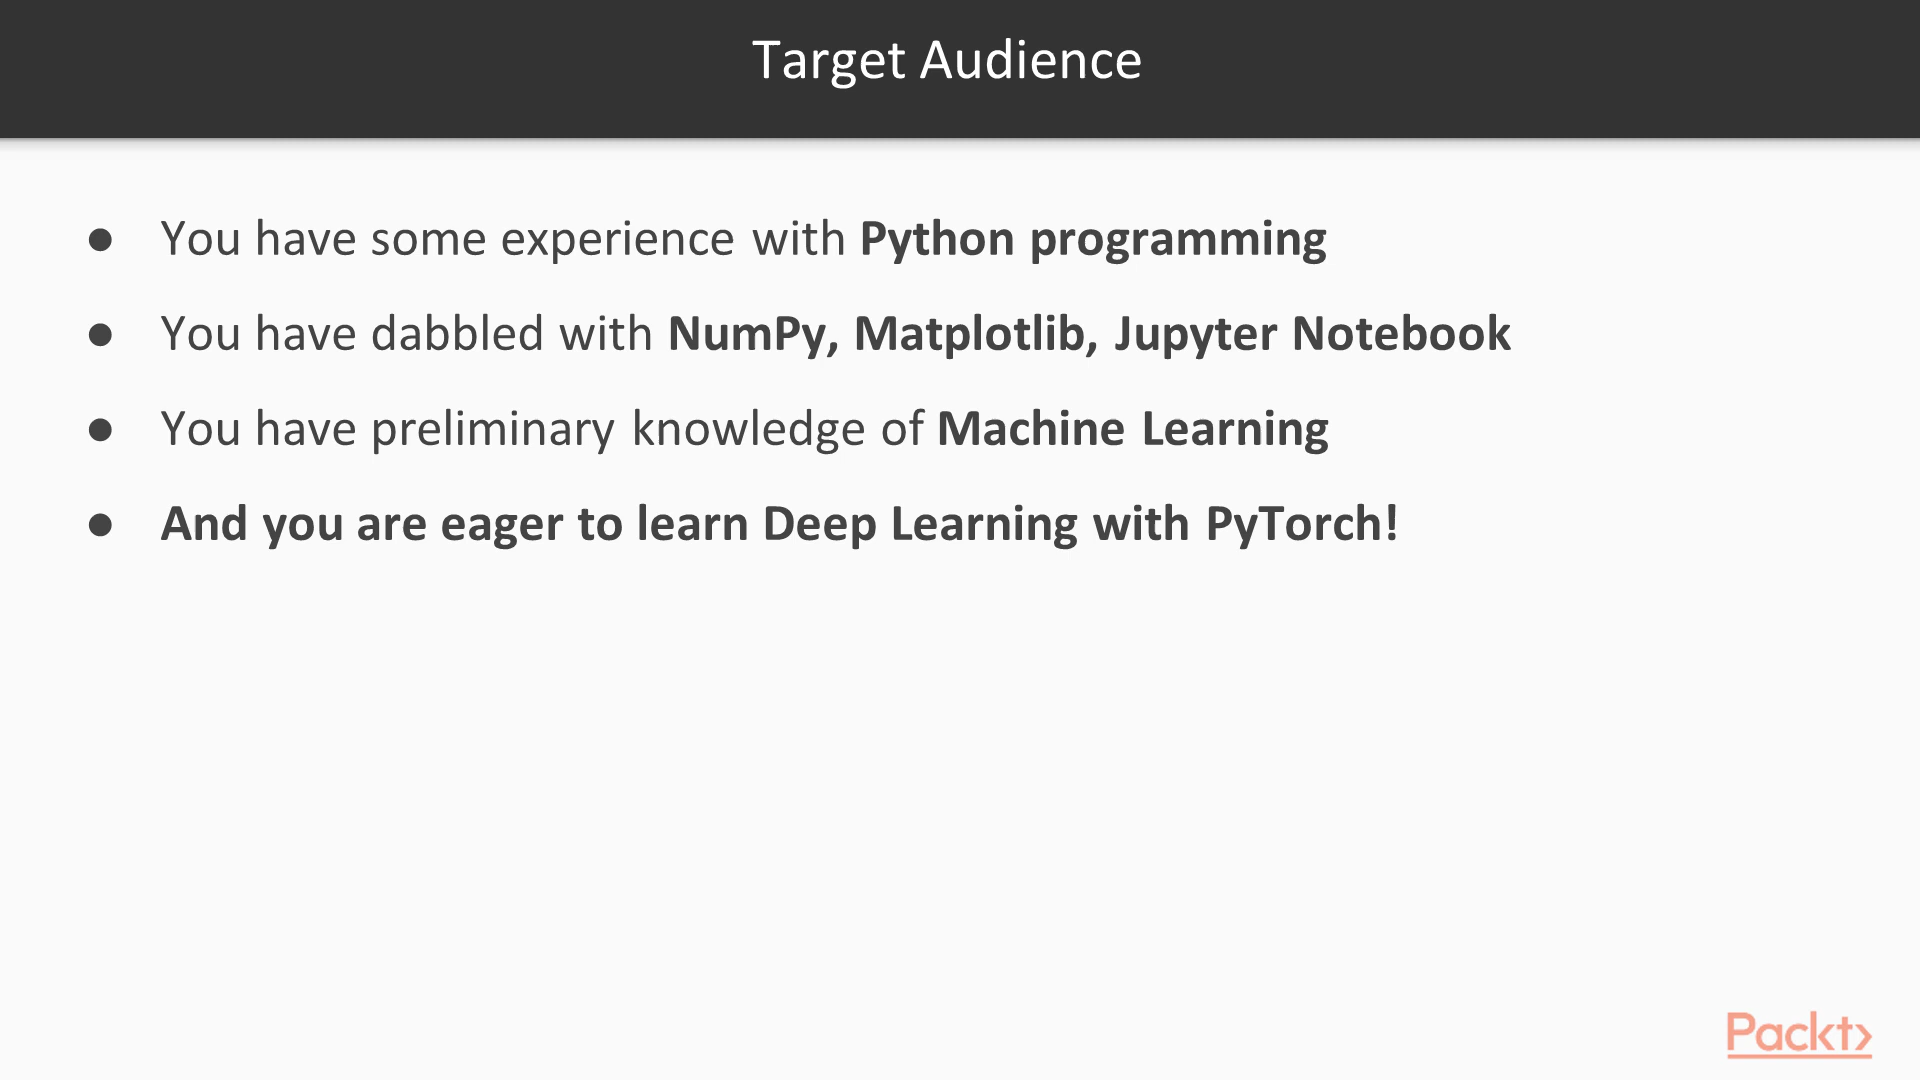 Target Audience
● You have some experience with Python programming
● You have dabbled with NumPy, Matplotlib, Jupyter Notebook
● You have preliminary knowledge of Machine Learning
● And you are eager to learn Deep Learning with PyTorch!
Packt>